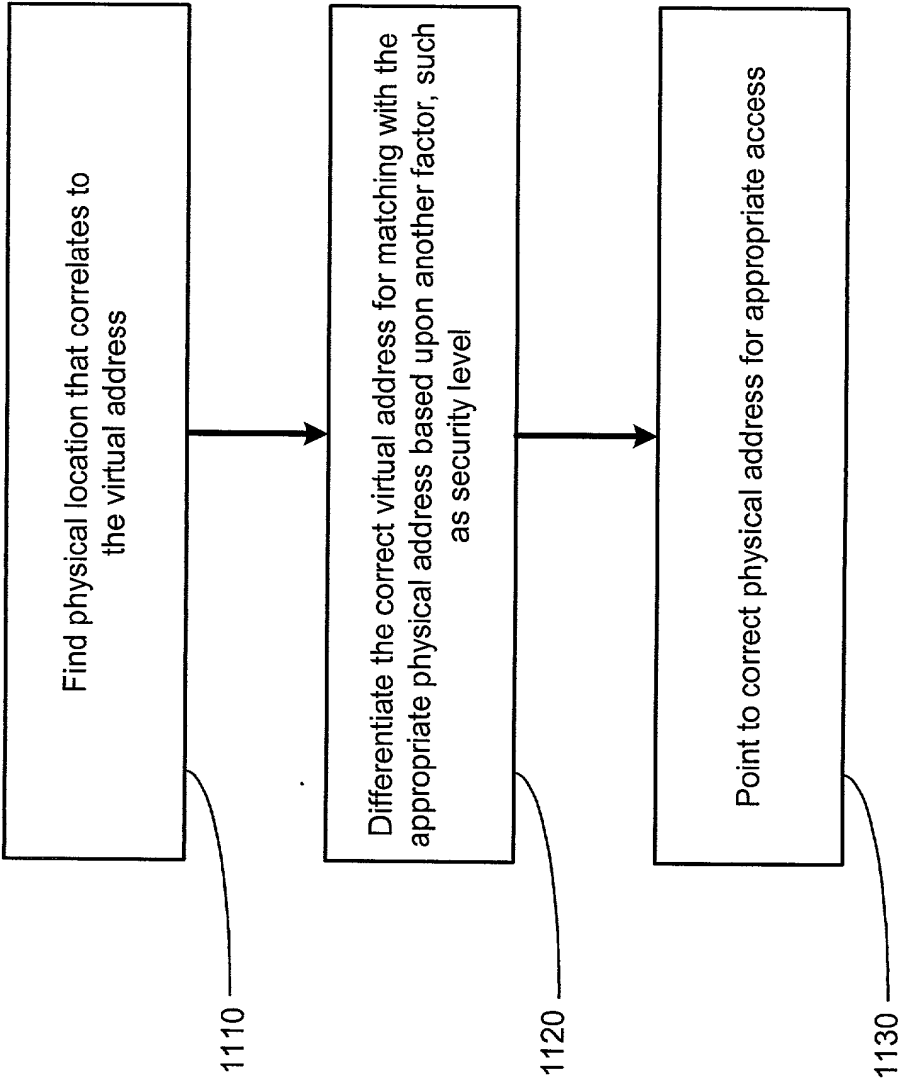 Find physical location that correlates to
the virtual address
1110
Differentiate the correct virtual address for matching with the
appropriate physical address based upon another factor, such
as security level
1120
Point to correct physical address for appropriate access
1130